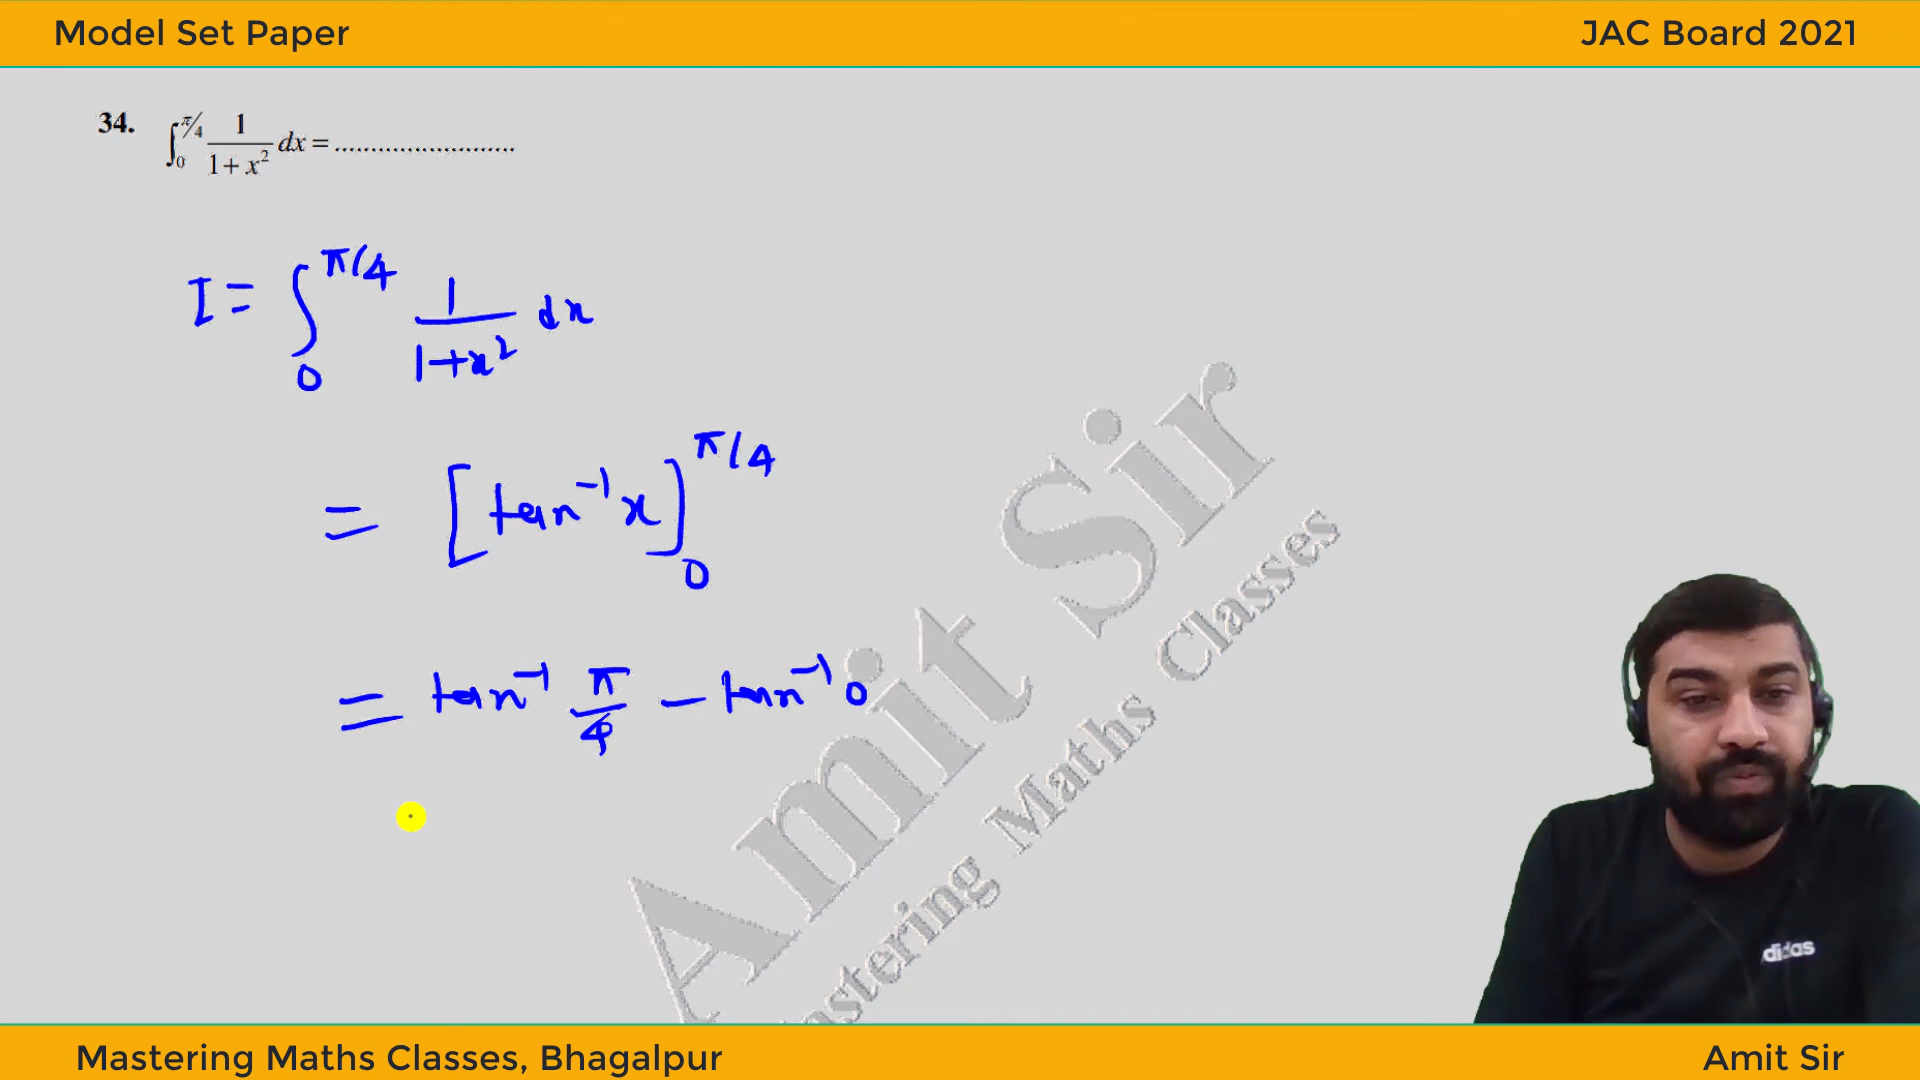 Model Set Paper
JAC Board 2021
34. ∫₀^{π/4} 1/(1+x²) dx = .........................
I = ∫₀^{π/4} 1/(1+x²) dx
= [tan⁻¹x]₀^{π/4}
= tan⁻¹ π/4 − tan⁻¹ 0
Amit Sir
Mastering Maths Classes
adidas
Mastering Maths Classes, Bhagalpur
Amit Sir